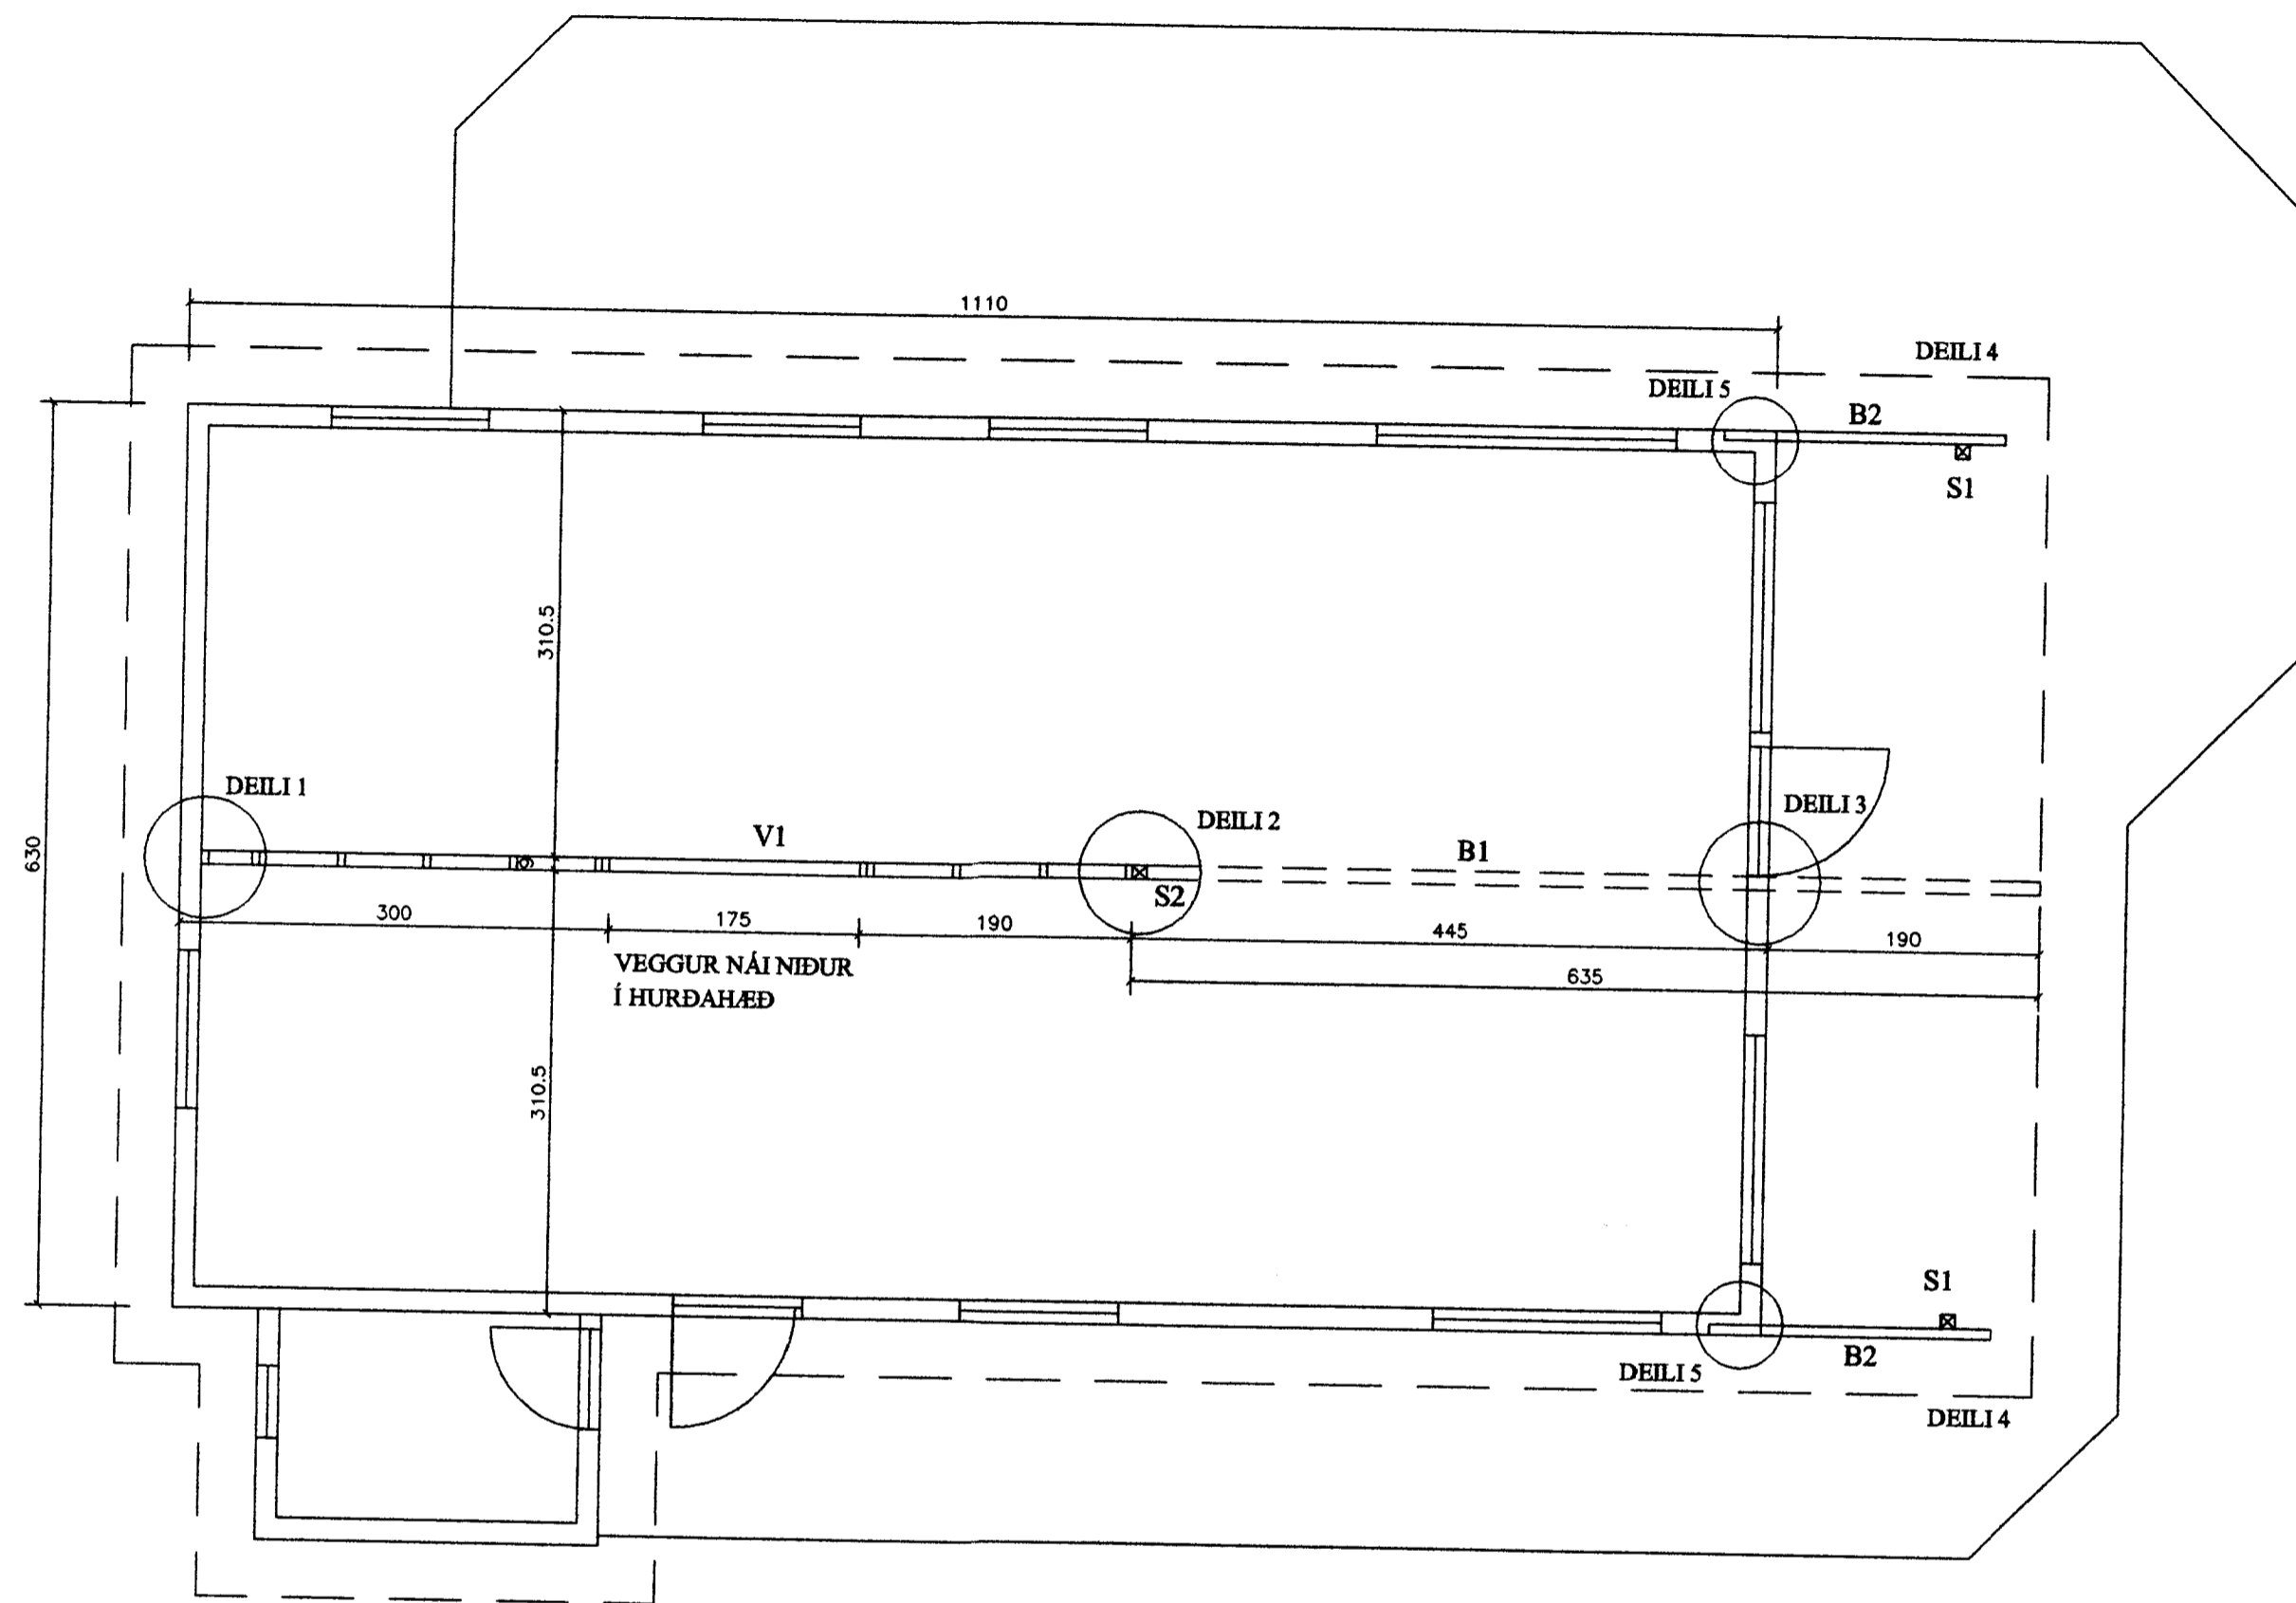 1110
DEILI 4
DEILI 5
B2
S1
310.5
630
DEILI 1
V1
DEILI 2
B1
DEILI 3
S2
300
175
190
445
190
635
VEGGUR NÁI NIÐUR
Í HURÐAHÆÐ
310.5
S1
B2
DEILI 5
DEILI 4